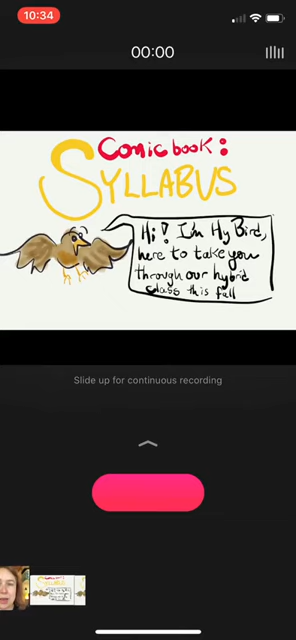 10:34
00:00
Comic book:
SYLLABUS
Hi! I'm Hy Bird,
here to take you
through our hybrid
class this fall
Slide up for continuous recording